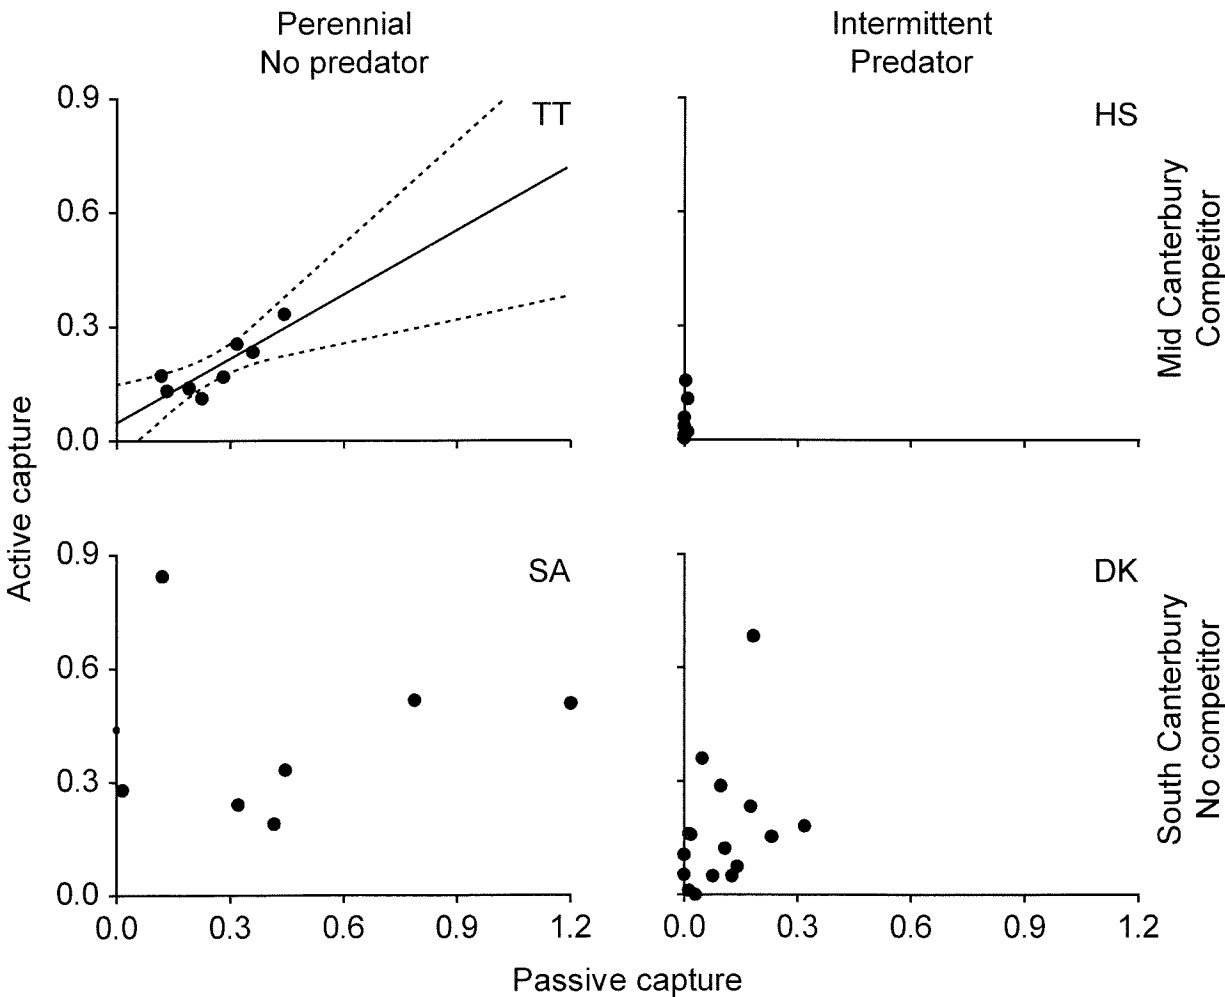 Perennial
No predator
Intermittent
Predator
0.9
0.6
0.3
0.0
TT
HS
Mid Canterbury
Competitor
Active capture
0.9
0.6
0.3
0.0
SA
DK
South Canterbury
No competitor
0.0 0.3 0.6 0.9 1.2
0.0 0.3 0.6 0.9 1.2
Passive capture